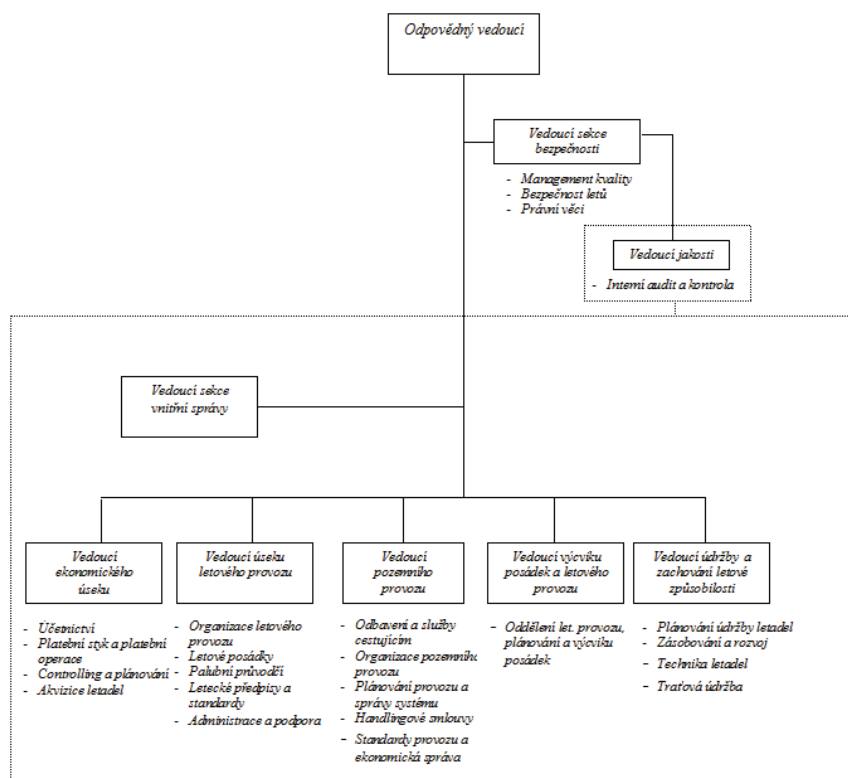 Odpovědný vedoucí
Vedoucí sekce
bezpečnosti
- Management kvality
- Bezpečnost letů
- Právní věci
Vedoucí jakosti
- Interní audit a kontrola
Vedoucí sekce
vnitřní správy
Vedoucí
ekonomického
úseku
- Účetnictví
- Platební styk a platební
operace
- Controlling a plánování
- Akvizice letadel
Vedoucí úseku
letového provozu
- Organizace letového
provozu
- Letové posádky
- Palubní průvodčí
- Letecké předpisy a
standardy
- Administrace a podpora
Vedoucí
pozemního
provozu
- Odbavení a služby
cestujícím
- Organizace pozemního
provozu
- Plánování provozu a
správy systému
- Handlingové smlouvy
- Standardy provozu a
ekonomická správa
Vedoucí výcviku
posádek a letového
provozu
- Oddělení let. provozu,
plánování a výcviku
posádek
Vedoucí údržby a
zachování letové
způsobilosti
- Plánování údržby letadel
- Zásobování a rozvoj
- Technika letadel
- Traťová údržba